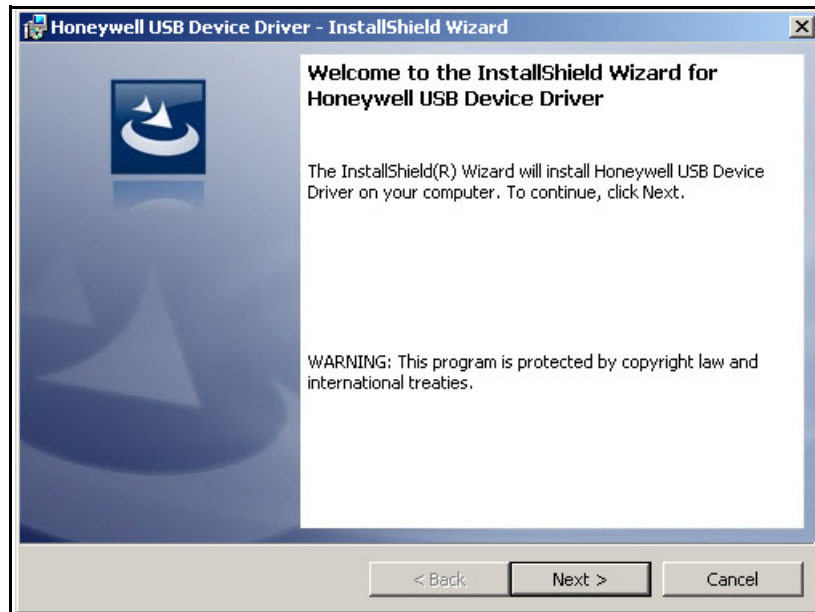 Honeywell USB Device Driver - InstallShield Wizard
Welcome to the InstallShield Wizard for
Honeywell USB Device Driver
The InstallShield(R) Wizard will install Honeywell USB Device
Driver on your computer. To continue, click Next.
WARNING: This program is protected by copyright law and
international treaties.
< Back
Next >
Cancel